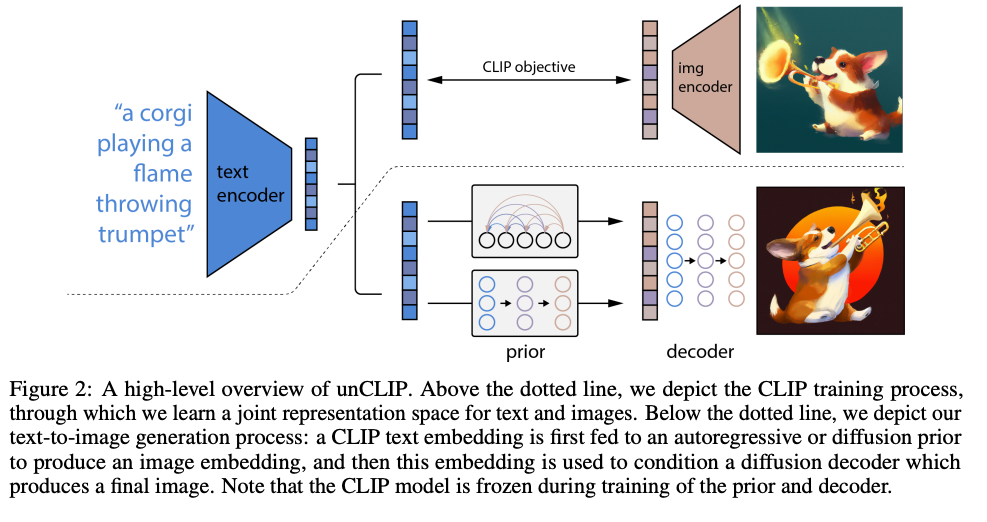 “a corgi
playing a
flame
throwing
trumpet”
text
encoder
CLIP objective
img
encoder
prior
decoder
Figure 2: A high-level overview of unCLIP. Above the dotted line, we depict the CLIP training process,
through which we learn a joint representation space for text and images. Below the dotted line, we depict our
text-to-image generation process: a CLIP text embedding is first fed to an autoregressive or diffusion prior
to produce an image embedding, and then this embedding is used to condition a diffusion decoder which
produces a final image. Note that the CLIP model is frozen during training of the prior and decoder.